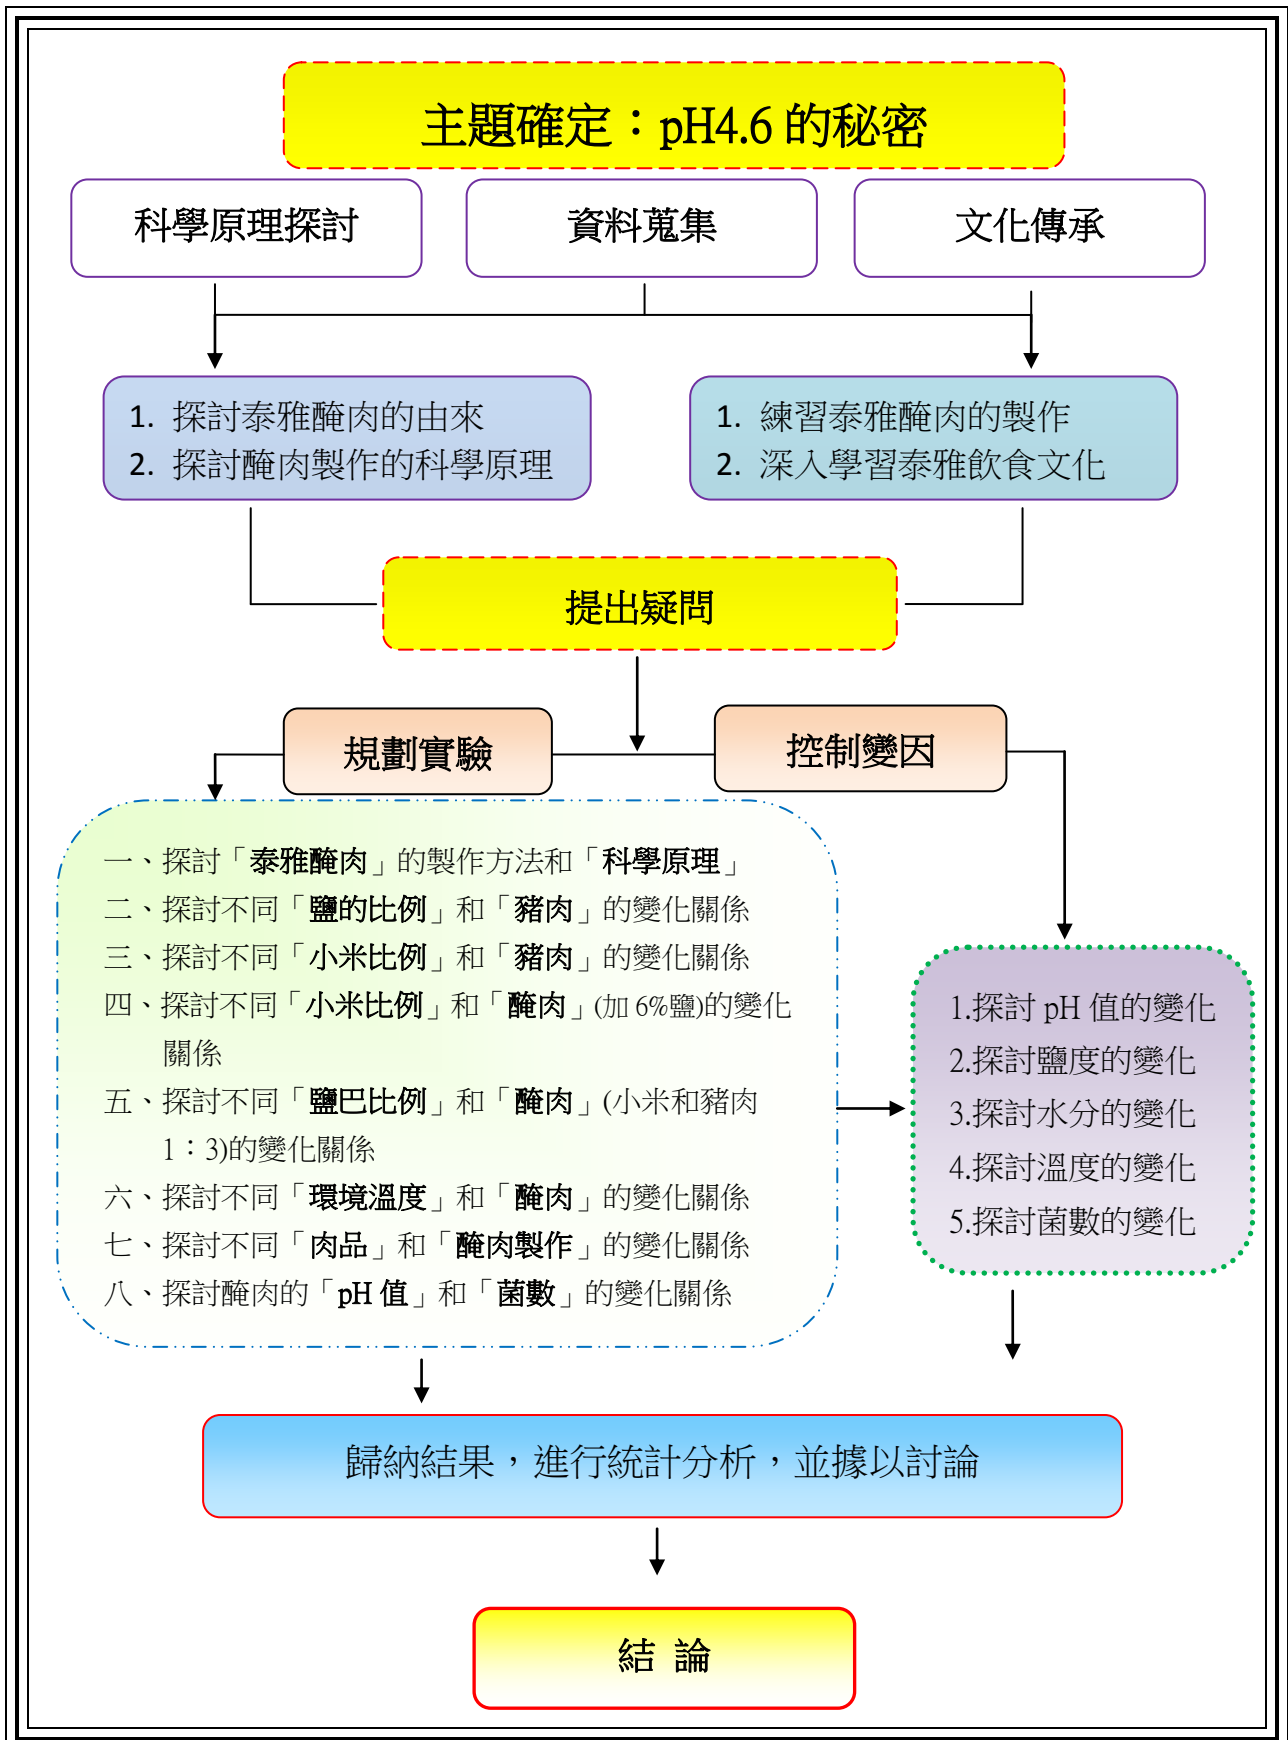 主題確定：pH4.6 的秘密
科學原理探討
資料蒐集
文化傳承
1. 探討泰雅醃肉的由來
2. 探討醃肉製作的科學原理
1. 練習泰雅醃肉的製作
2. 深入學習泰雅飲食文化
提出疑問
規劃實驗
控制變因
一、探討「泰雅醃肉」的製作方法和「科學原理」
二、探討不同「鹽的比例」和「豬肉」的變化關係
三、探討不同「小米比例」和「豬肉」的變化關係
四、探討不同「小米比例」和「醃肉」(加 6%鹽)的變化
關係
五、探討不同「鹽巴比例」和「醃肉」(小米和豬肉
1：3)的變化關係
六、探討不同「環境溫度」和「醃肉」的變化關係
七、探討不同「肉品」和「醃肉製作」的變化關係
八、探討醃肉的「pH 值」和「菌數」的變化關係
1.探討 pH 值的變化
2.探討鹽度的變化
3.探討水分的變化
4.探討溫度的變化
5.探討菌數的變化
歸納結果，進行統計分析，並據以討論
結 論